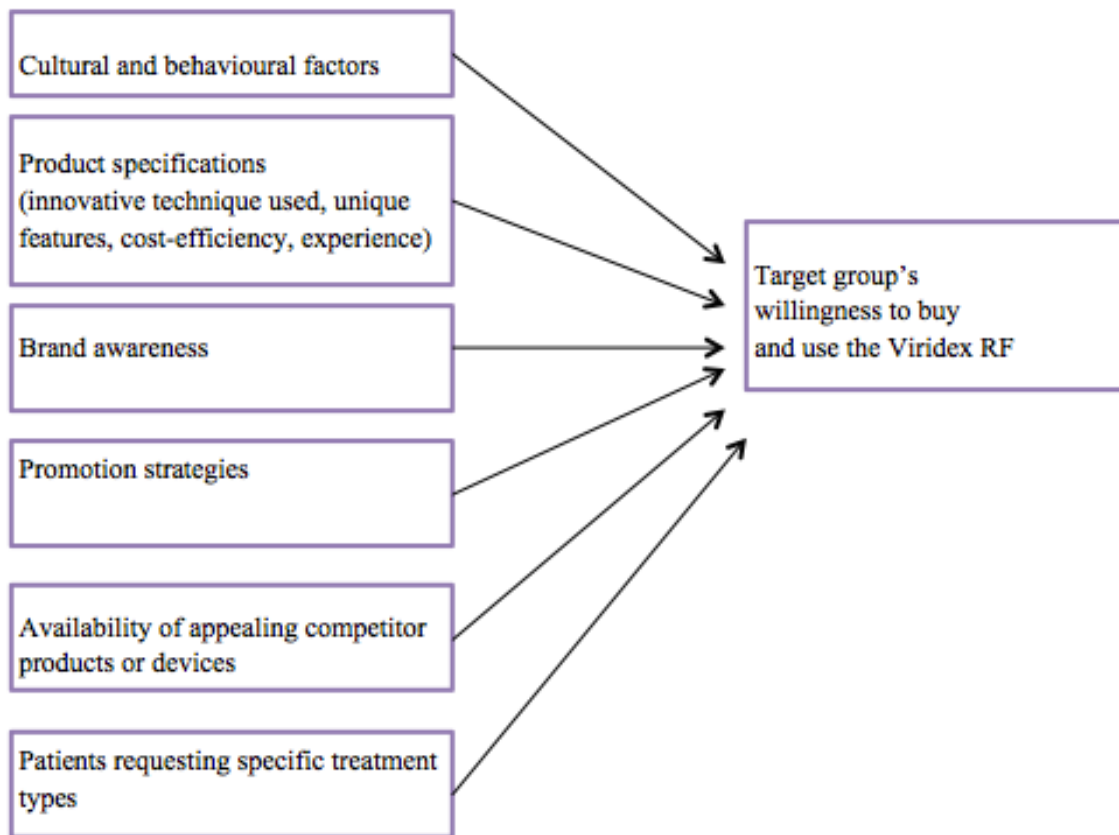 Cultural and behavioural factors
Product specifications
(innovative technique used, unique
features, cost-efficiency, experience)
Brand awareness
Promotion strategies
Availability of appealing competitor
products or devices
Patients requesting specific treatment
types
Target group's
willingness to buy
and use the Viridex RF